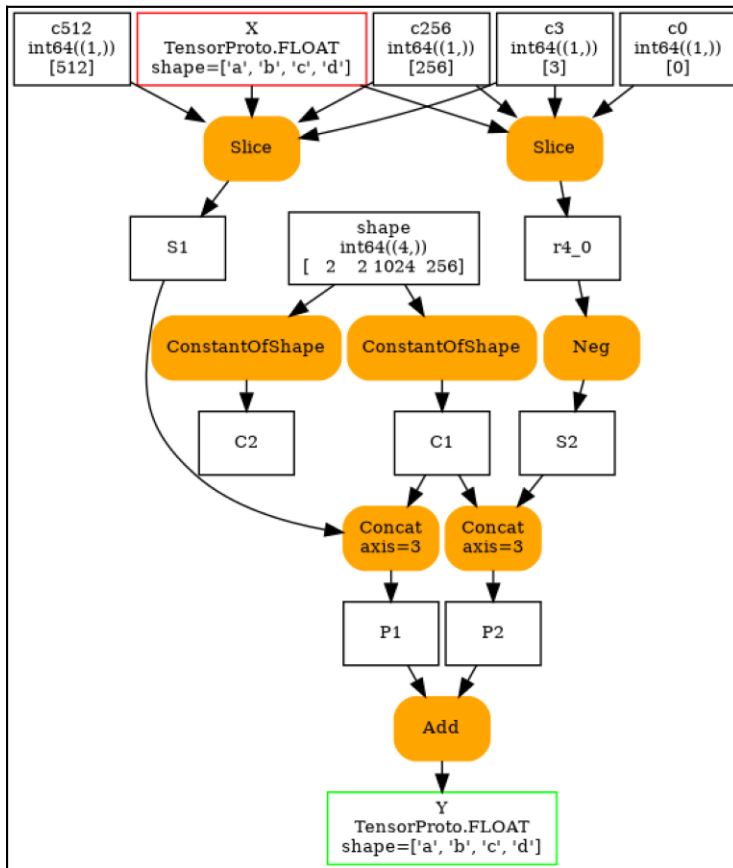 c512
int64((1,))
[512]
X
TensorProto.FLOAT
shape=['a', 'b', 'c', 'd']
c256
int64((1,))
[256]
c3
int64((1,))
[3]
c0
int64((1,))
[0]
Slice
Slice
S1
shape
int64((4,))
[   2    2 1024  256]
r4_0
ConstantOfShape
ConstantOfShape
Neg
C2
C1
S2
Concat
axis=3
Concat
axis=3
P1
P2
Add
Y
TensorProto.FLOAT
shape=['a', 'b', 'c', 'd']